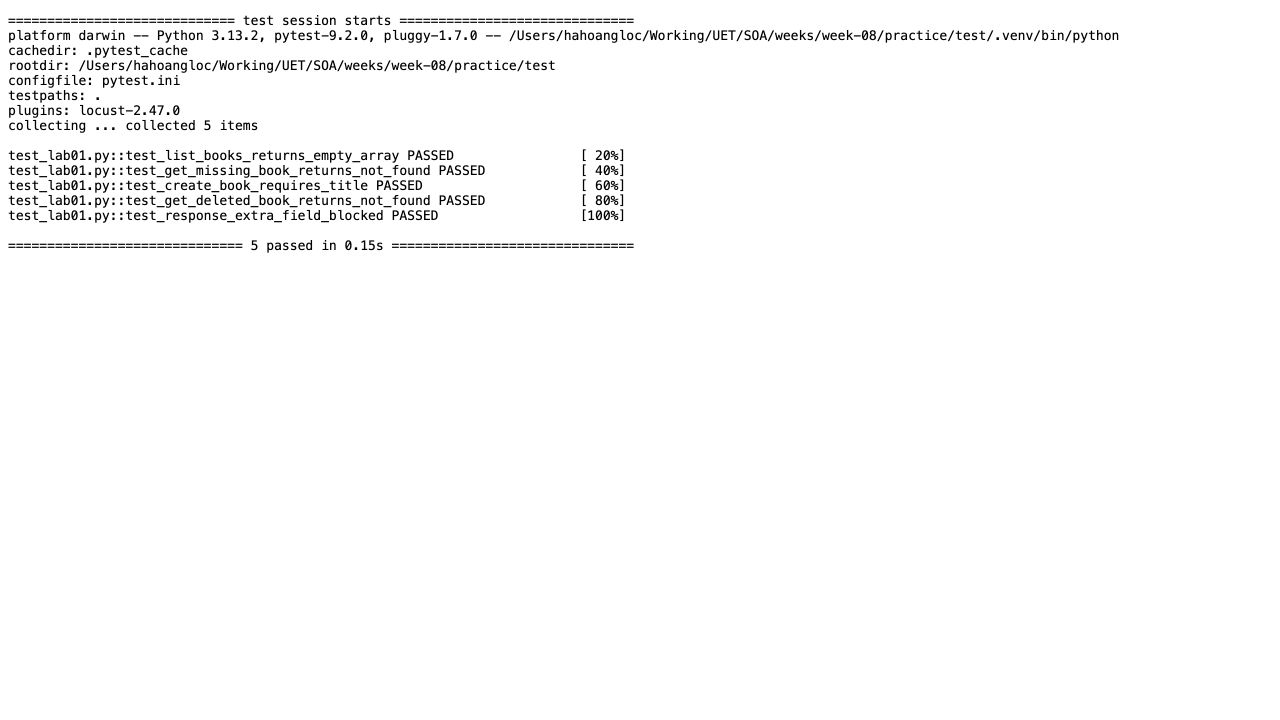 ============================= test session starts ==============================
platform darwin -- Python 3.13.2, pytest-9.2.0, pluggy-1.7.0 -- /Users/hahoangloc/Working/UET/SOA/weeks/week-08/practice/test/.venv/bin/python
cachedir: .pytest_cache
rootdir: /Users/hahoangloc/Working/UET/SOA/weeks/week-08/practice/test
configfile: pytest.ini
testpaths: .
plugins: locust-2.47.0
collecting ... collected 5 items

test_lab01.py::test_list_books_returns_empty_array PASSED                [ 20%]
test_lab01.py::test_get_missing_book_returns_not_found PASSED            [ 40%]
test_lab01.py::test_create_book_requires_title PASSED                    [ 60%]
test_lab01.py::test_get_deleted_book_returns_not_found PASSED            [ 80%]
test_lab01.py::test_response_extra_field_blocked PASSED                  [100%]

============================== 5 passed in 0.15s ===============================